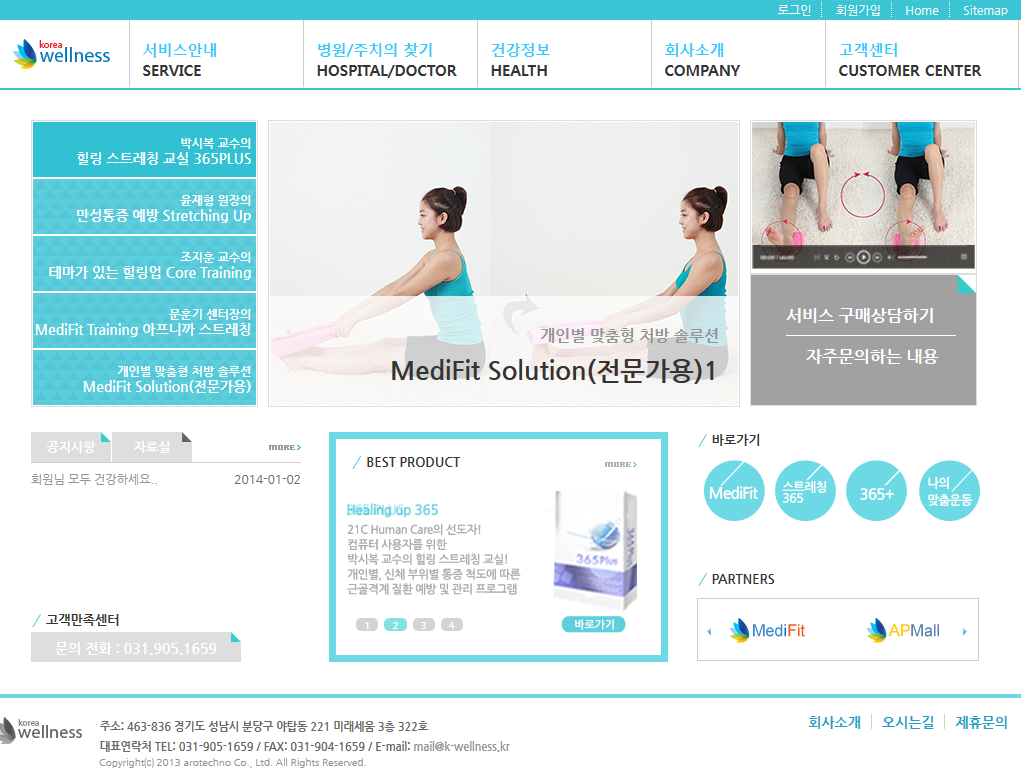 로그인 회원가입 Home Sitemap
korea
wellness
서비스안내
SERVICE
병원/주치의 찾기
HOSPITAL/DOCTOR
건강정보
HEALTH
회사소개
COMPANY
고객센터
CUSTOMER CENTER
박시복 교수의
힐링 스트레칭 교실 365PLUS
윤재형 원장의
만성통증 예방 Stretching Up
조지훈 교수의
테마가 있는 힐링업 Core Training
문훈기 센터장의
MediFit Training 아프니까 스트레칭
개인별 맞춤형 처방 솔루션
MediFit Solution(전문가용)
개인별 맞춤형 처방 솔루션
MediFit Solution(전문가용)1
서비스 구매상담하기
자주문의하는 내용
공지사항 자료실 MORE
회원님 모두 건강하세요.. 2014-01-02
고객만족센터
문의 전화 : 031.905.1659
BEST PRODUCT MORE
Healing up 365
21C Human Care의 선도자!
컴퓨터 사용자를 위한
박시복 교수의 힐링 스트레칭 교실!
개인별, 신체 부위별 통증 척도에 따른
근골격계 질환 예방 및 관리 프로그램
365Plus
1 2 3 4
바로가기
바로가기
MediFit
스트레칭
365
365+
나의
맞춤운동
PARTNERS
MediFit APMall
korea
wellness
주소: 463-836 경기도 성남시 분당구 야탑동 221 미래세움 3층 322호
대표연락처 TEL: 031-905-1659 / FAX: 031-904-1659 / E-mail: mail@k-wellness.kr
Copyright(c) 2013 arotechno Co., Ltd. All Rights Reserved.
회사소개 오시는길 제휴문의